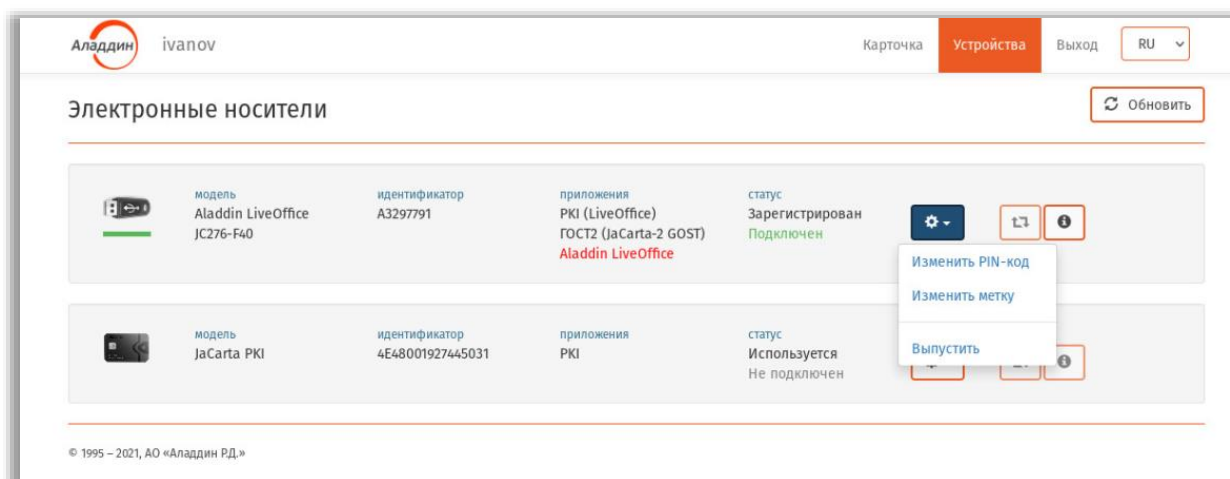 Аладдин ivanov Карточка Устройства Выход RU
Электронные носители Обновить
модель идентификатор приложения статус
Aladdin LiveOffice A3297791 PKI (LiveOffice) Зарегистрирован
JC276-F40 ГОСТ2 (JaCarta-2 GOST) Подключен
Aladdin LiveOffice
Изменить PIN-код
Изменить метку
Выпустить
модель идентификатор приложения статус
JaCarta PKI 4E48001927445031 PKI Используется
Не подключен
© 1995 – 2021, АО «Аладдин Р.Д.»